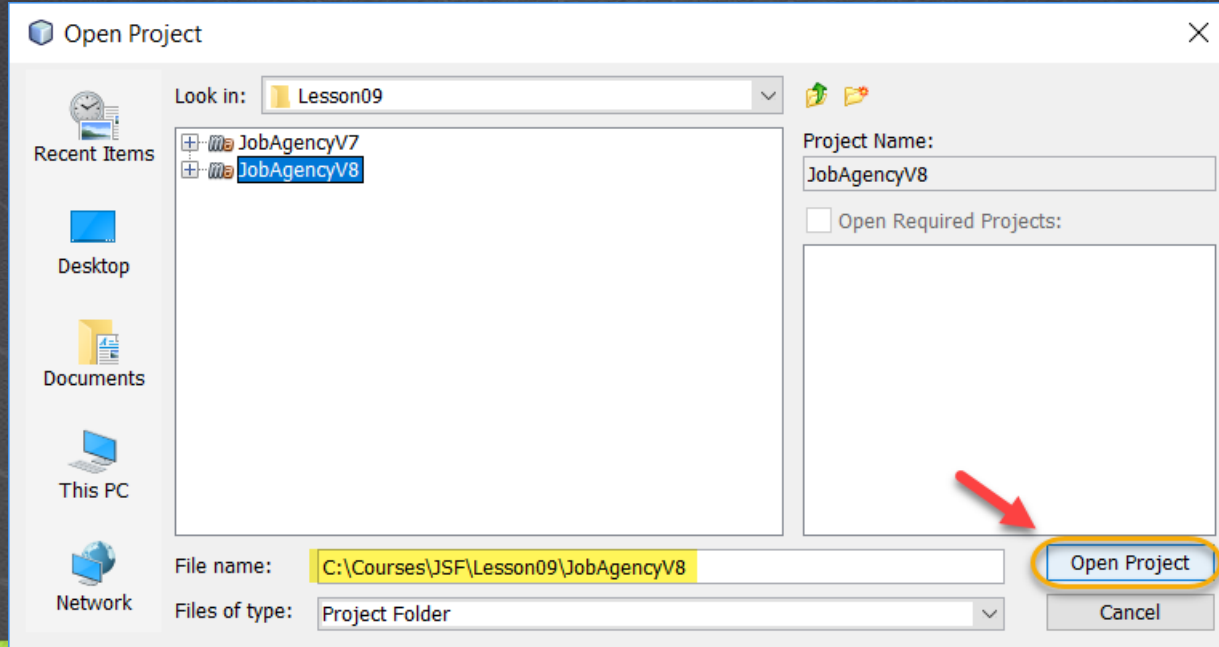 Open Project
Look in: Lesson09
Recent Items
Desktop
Documents
This PC
Network
JobAgencyV7
JobAgencyV8
Project Name:
JobAgencyV8
Open Required Projects:
File name: C:\Courses\JSF\Lesson09\JobAgencyV8
Files of type: Project Folder
Open Project
Cancel